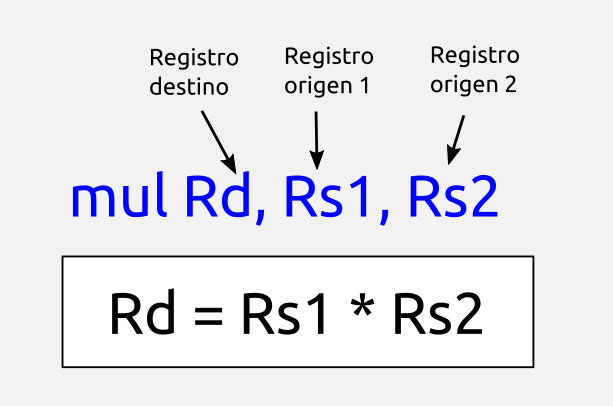 Registro destino
Registro origen 1
Registro origen 2
mul Rd, Rs1, Rs2
Rd = Rs1 * Rs2